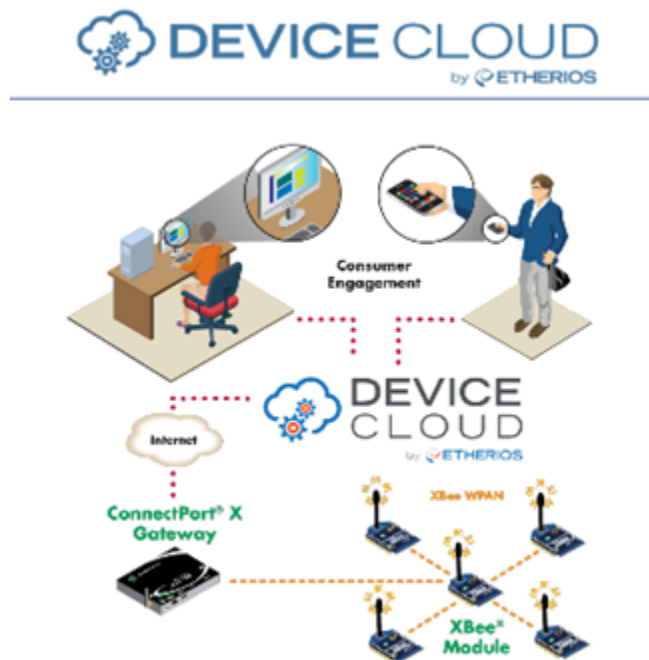 DEVICE CLOUD
by ETHERIOS
Consumer
Engagement
DEVICE
CLOUD
by ETHERIOS
Internet
ConnectPort® X
Gateway
XBee WPAN
XBee®
Module